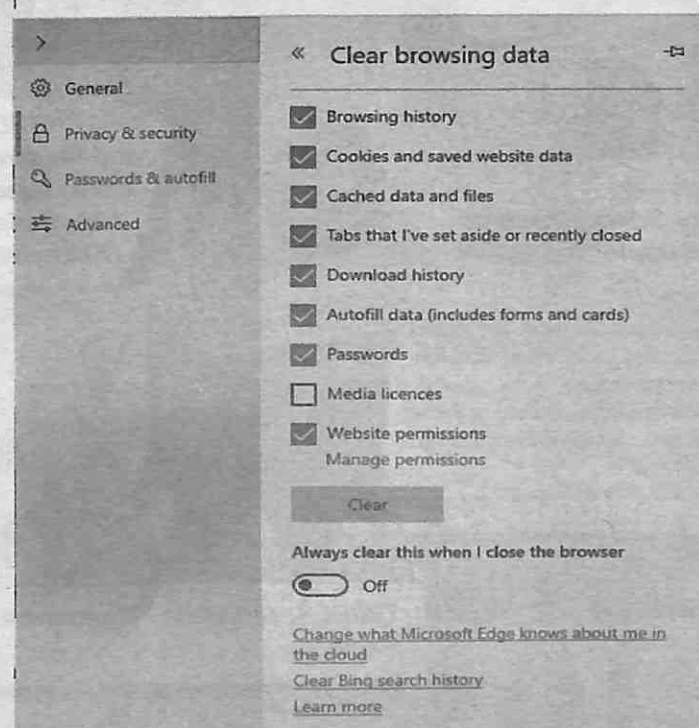 General
Privacy & security
Passwords & autofill
Advanced
« Clear browsing data
Browsing history
Cookies and saved website data
Cached data and files
Tabs that I've set aside or recently closed
Download history
Autofill data (includes forms and cards)
Passwords
Media licences
Website permissions
Manage permissions
Clear
Always clear this when I close the browser
Off
Change what Microsoft Edge knows about me in
the cloud
Clear Bing search history
Learn more